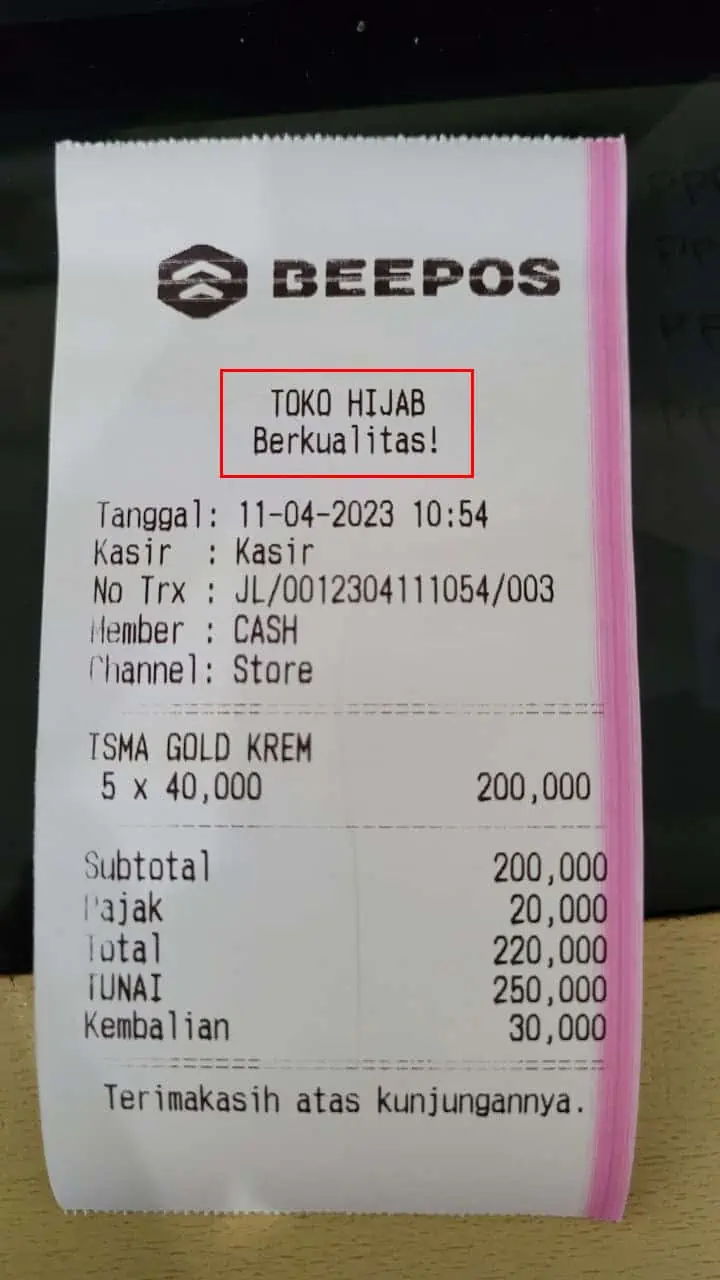 BEEPOS
TOKO HIJAB
Berkualitas!
Tanggal: 11-04-2023 10:54
Kasir : Kasir
No Trx : JL/0012304111054/003
Member : CASH
Channel: Store
ISMA GOLD KREM
5 x 40,000 200,000
Subtotal 200,000
Pajak 20,000
Total 220,000
TUNAI 250,000
Kembalian 30,000
Terimakasih atas kunjungannya.